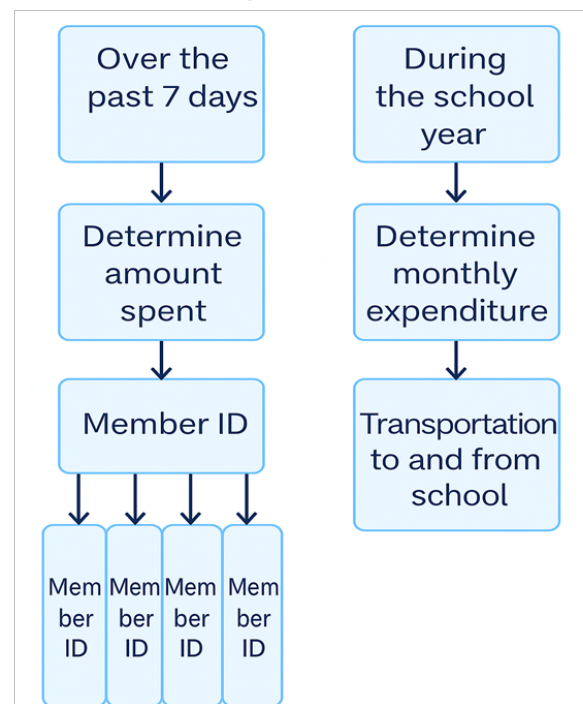 Over the
past 7 days
Determine
amount
spent
Member ID
Mem
ber
ID
Mem
ber
ID
Mem
ber
ID
Mem
ber
ID
During
the school
year
Determine
monthly
expenditure
Transportation
to and from
school